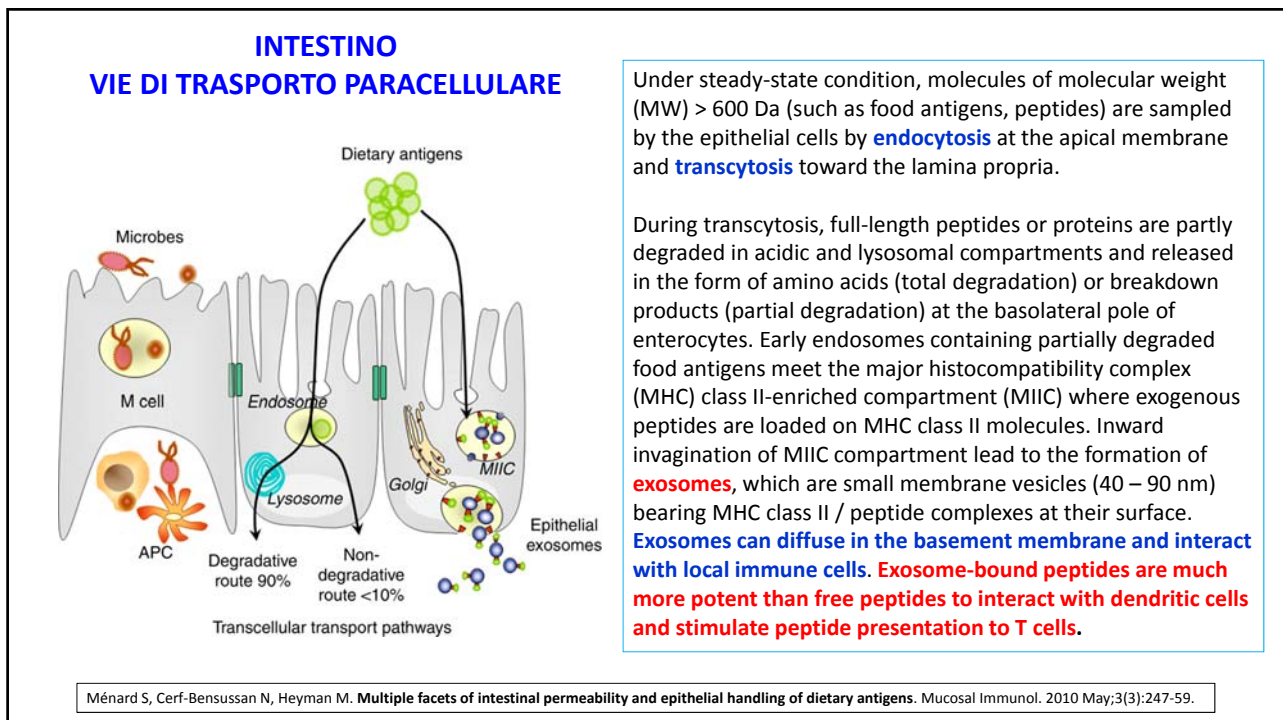 INTESTINO
VIE DI TRASPORTO PARACELLULARE
Dietary antigens
Microbes
M cell
Endosome
Lysosome
Golgi
MIIC
APC
Degradative
route 90%
Non-
degradative
route <10%
Epithelial
exosomes
Transcellular transport pathways
Under steady-state condition, molecules of molecular weight
(MW) > 600 Da (such as food antigens, peptides) are sampled
by the epithelial cells by endocytosis at the apical membrane
and transcytosis toward the lamina propria.
During transcytosis, full-length peptides or proteins are partly
degraded in acidic and lysosomal compartments and released
in the form of amino acids (total degradation) or breakdown
products (partial degradation) at the basolateral pole of
enterocytes. Early endosomes containing partially degraded
food antigens meet the major histocompatibility complex
(MHC) class II-enriched compartment (MIIC) where exogenous
peptides are loaded on MHC class II molecules. Inward
invagination of MIIC compartment lead to the formation of
exosomes, which are small membrane vesicles (40 – 90 nm)
bearing MHC class II / peptide complexes at their surface.
Exosomes can diffuse in the basement membrane and interact
with local immune cells. Exosome-bound peptides are much
more potent than free peptides to interact with dendritic cells
and stimulate peptide presentation to T cells.
Ménard S, Cerf-Bensussan N, Heyman M. Multiple facets of intestinal permeability and epithelial handling of dietary antigens. Mucosal Immunol. 2010 May;3(3):247-59.